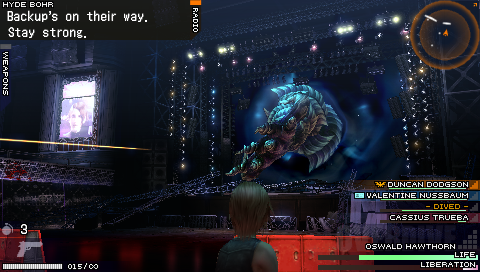 HYDE BOHR
Backup's on their way.
Stay strong.
RADIO
WEAPONS
DUNCAN DODGSON
VALENTINE NUSSBAUM
- DIVED -
CASSIUS TRUEBA
OSWALD HAWTHORN
LIFE
LIBERATION
3
015/00